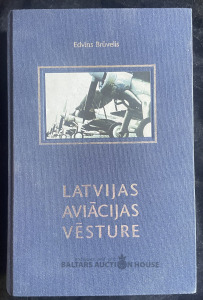 Edvīns Brūvelis
LATVIJAS
AVIĀCIJAS
VĒSTURE
BALTARS AUCTION HOUSE